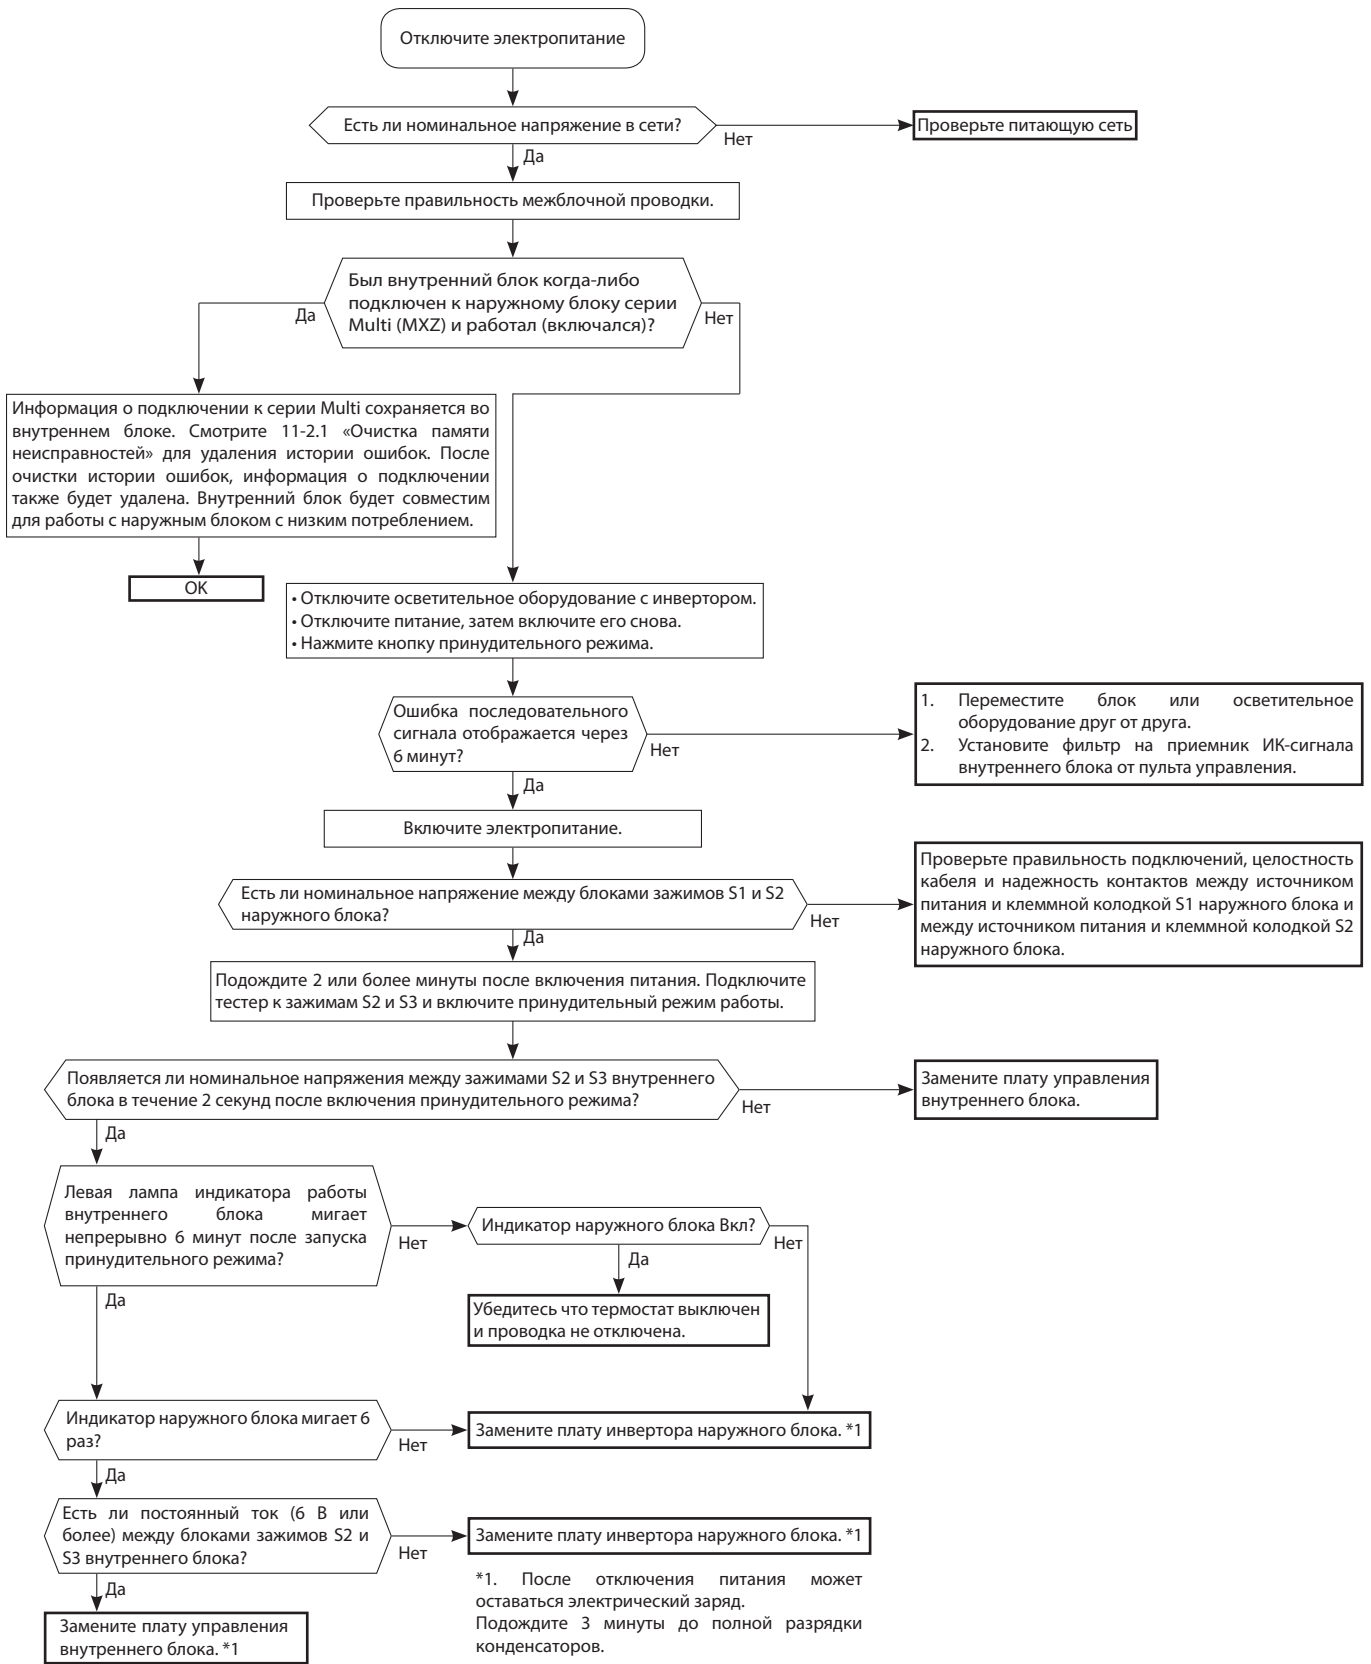 Отключите электропитание
Есть ли номинальное напряжение в сети?
Нет
Проверьте питающую сеть
Да
Проверьте правильность межблочной проводки.
Был внутренний блок когда-либо
подключен к наружному блоку серии
Multi (MXZ) и работал (включался)?
Да
Нет
Информация о подключении к серии Multi сохраняется во
внутреннем блоке. Смотрите 11-2.1 «Очистка памяти
неисправностей» для удаления истории ошибок. После
очистки истории ошибок, информация о подключении
также будет удалена. Внутренний блок будет совместим
для работы с наружным блоком с низким потреблением.
OK
• Отключите осветительное оборудование с инвертором.
• Отключите питание, затем включите его снова.
• Нажмите кнопку принудительного режима.
Ошибка последовательного
сигнала отображается через
6 минут?
Нет
1. Переместите блок или осветительное
оборудование друг от друга.
2. Установите фильтр на приемник ИК-сигнала
внутреннего блока от пульта управления.
Да
Включите электропитание.
Есть ли номинальное напряжение между блоками зажимов S1 и S2
наружного блока?
Нет
Проверьте правильность подключений, целостность
кабеля и надежность контактов между источником
питания и клеммной колодкой S1 наружного блока и
между источником питания и клеммной колодкой S2
наружного блока.
Да
Подождите 2 или более минуты после включения питания. Подключите
тестер к зажимам S2 и S3 и включите принудительный режим работы.
Появляется ли номинальное напряжения между зажимами S2 и S3 внутреннего
блока в течение 2 секунд после включения принудительного режима?
Нет
Замените плату управления
внутреннего блока.
Да
Левая лампа индикатора работы
внутреннего блока мигает
непрерывно 6 минут после запуска
принудительного режима?
Нет
Индикатор наружного блока Вкл?
Нет
Да
Убедитесь что термостат выключен
и проводка не отключена.
Да
Индикатор наружного блока мигает 6
раз?
Нет
Замените плату инвертора наружного блока. *1
Да
Есть ли постоянный ток (6 В или
более) между блоками зажимов S2 и
S3 внутреннего блока?
Нет
Замените плату инвертора наружного блока. *1
Да
Замените плату управления
внутреннего блока. *1
*1. После отключения питания может
оставаться электрический заряд.
Подождите 3 минуты до полной разрядки
конденсаторов.